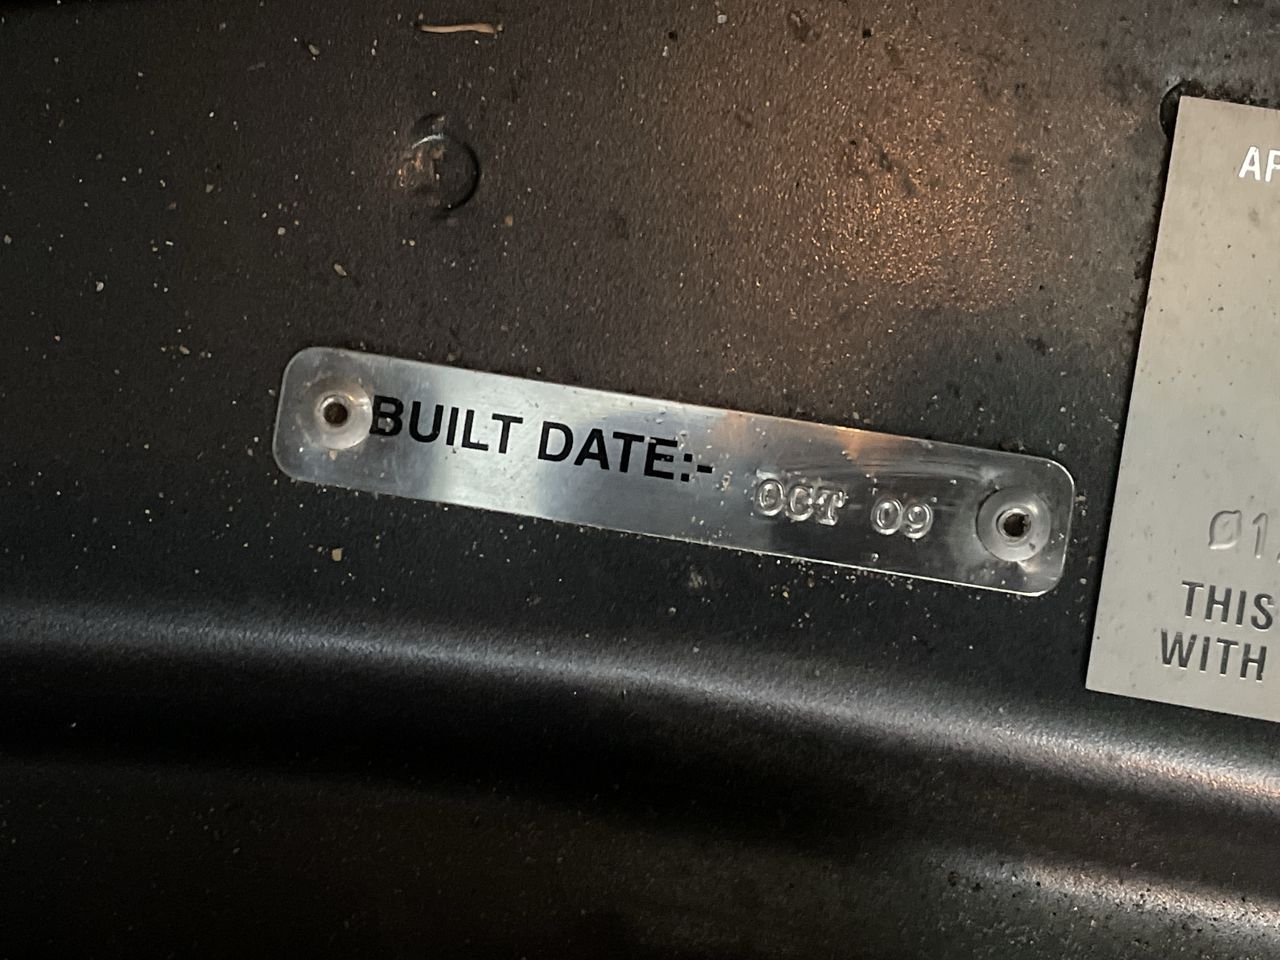 BUILT DATE:- OCT 09
THIS
WITH